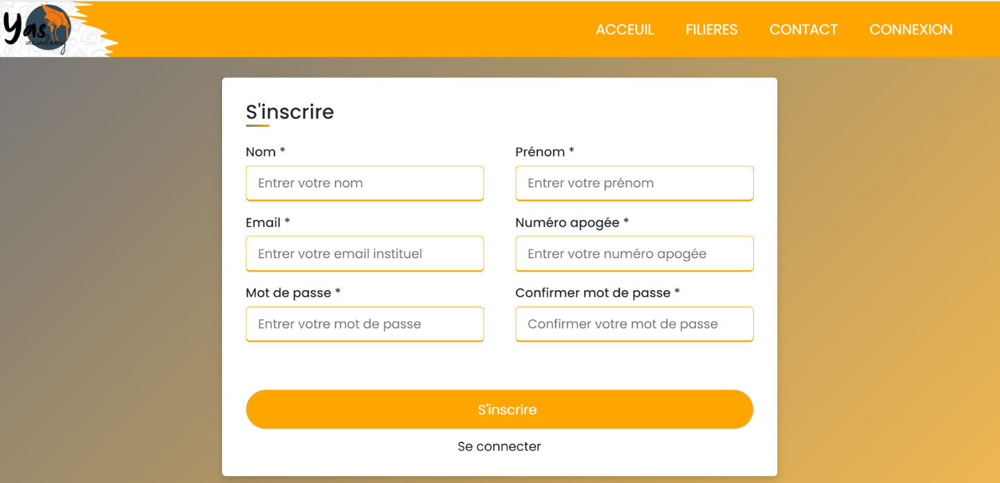 Yas
academy
ACCEUIL FILIERES CONTACT CONNEXION
S'inscrire
Nom * Prénom *
Entrer votre nom Entrer votre prénom
Email * Numéro apogée *
Entrer votre email instituel Entrer votre numéro apogée
Mot de passe * Confirmer mot de passe *
Entrer votre mot de passe Confirmer votre mot de passe
S'inscrire
Se connecter